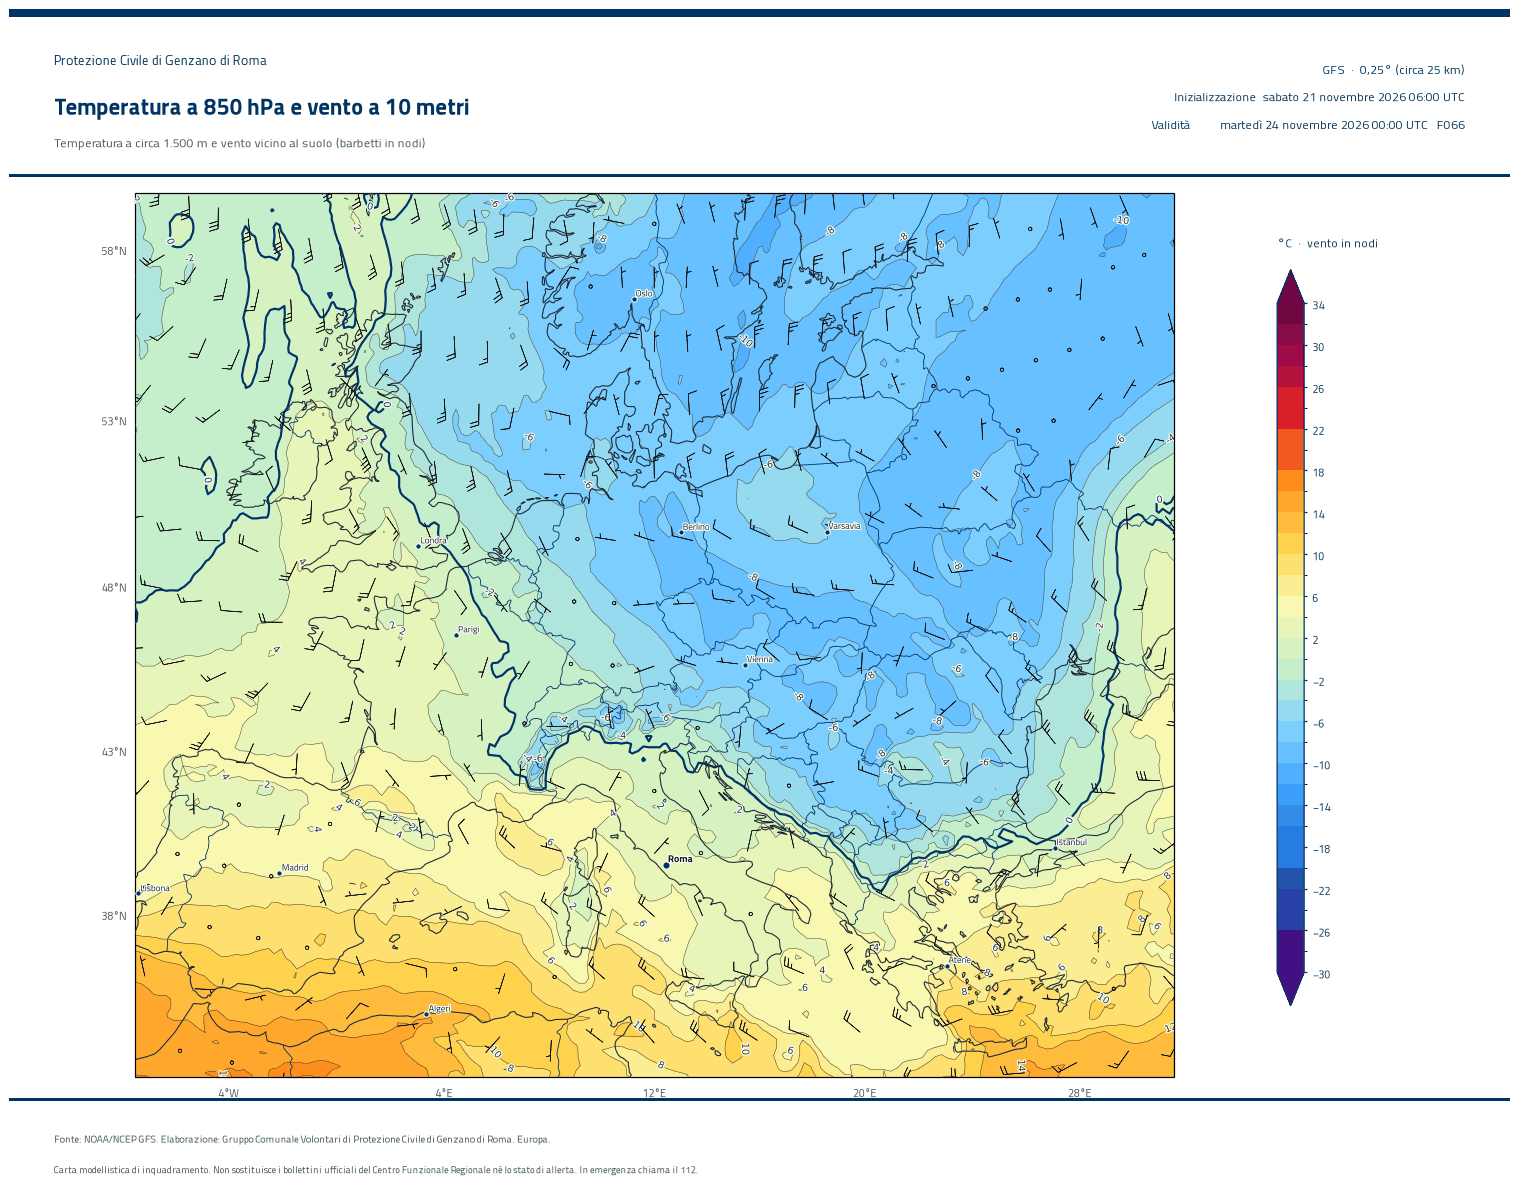 Protezione Civile di Genzano di Roma
Temperatura a 850 hPa e vento a 10 metri
Temperatura a circa 1.500 m e vento vicino al suolo (barbetti in nodi)
GFS · 0,25° (circa 25 km)
Inizializzazione sabato 21 novembre 2026 06:00 UTC
Validità martedì 24 novembre 2026 00:00 UTC F066
°C · vento in nodi
34
30
26
22
18
14
10
6
2
−2
−6
−10
−14
−18
−22
−26
−30
58°N
53°N
48°N
43°N
38°N
4°W
4°E
12°E
20°E
28°E
Oslo
Berlino
Varsavia
Londra
Parigi
Vienna
Madrid
Lisbona
Roma
Istanbul
Atene
Algeri
Fonte: NOAA/NCEP GFS. Elaborazione: Gruppo Comunale Volontari di Protezione Civile di Genzano di Roma. Europa.
Carta modellistica di inquadramento. Non sostituisce i bollettini ufficiali del Centro Funzionale Regionale né lo stato di allerta. In emergenza chiama il 112.